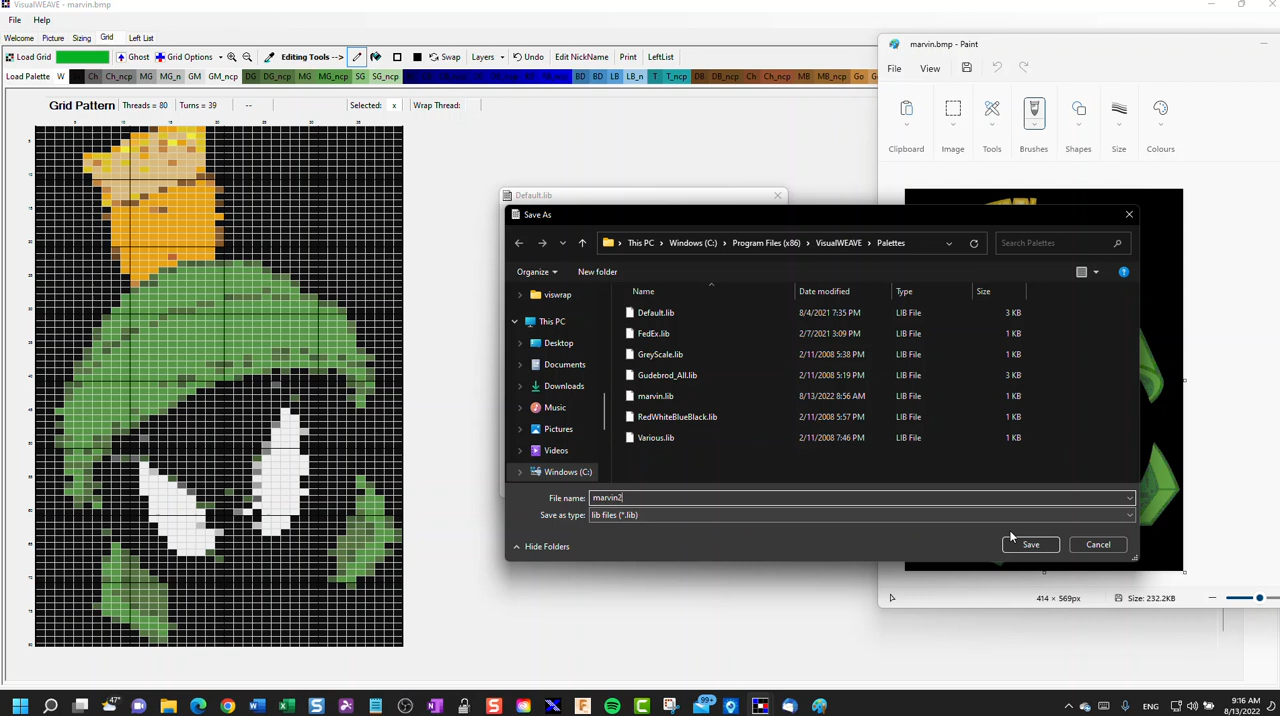 VisualWEAVE - marvin.bmp
File Help
Welcome Picture Sizing Grid Left List
Load Grid Ghost Grid Options Editing Tools --> Swap Layers Undo Edit NickName Print LeftList
Load Palette W Ch Ch_ncp MG MG_n GM GM_ncp DG DG_ncp MG MG_ncp SG SG_ncp BD BD LB LB_n T T_ncp DB DB_ncp Ch Ch_ncp MB MB_ncp Go
Grid Pattern Threads = 80 Turns = 39 -- Selected: x Wrap Thread:
marvin.bmp - Paint
File View
Clipboard Image Tools Brushes Shapes Size Colours
Default.lib
Save As
This PC Windows (C:) Program Files (x86) VisualWEAVE Palettes Search Palettes
Organize New folder
viswrap
This PC
Desktop
Documents
Downloads
Music
Pictures
Videos
Windows (C:)
Name Date modified Type Size
Default.lib 8/4/2021 7:35 PM LIB File 3 KB
FedEx.lib 2/7/2021 3:09 PM LIB File 1 KB
GreyScale.lib 2/11/2008 5:38 PM LIB File 1 KB
Gudebrod_All.lib 2/11/2008 5:19 PM LIB File 3 KB
marvin.lib 8/13/2022 8:56 AM LIB File 1 KB
RedWhiteBlueBlack.lib 2/11/2008 5:57 PM LIB File 1 KB
Various.lib 2/11/2008 7:46 PM LIB File 1 KB
File name: marvin2
Save as type: lib files (*.lib)
Hide Folders Save Cancel
414 × 569px Size: 232.2KB
47° 99+ ENG 9:16 AM
8/13/2022